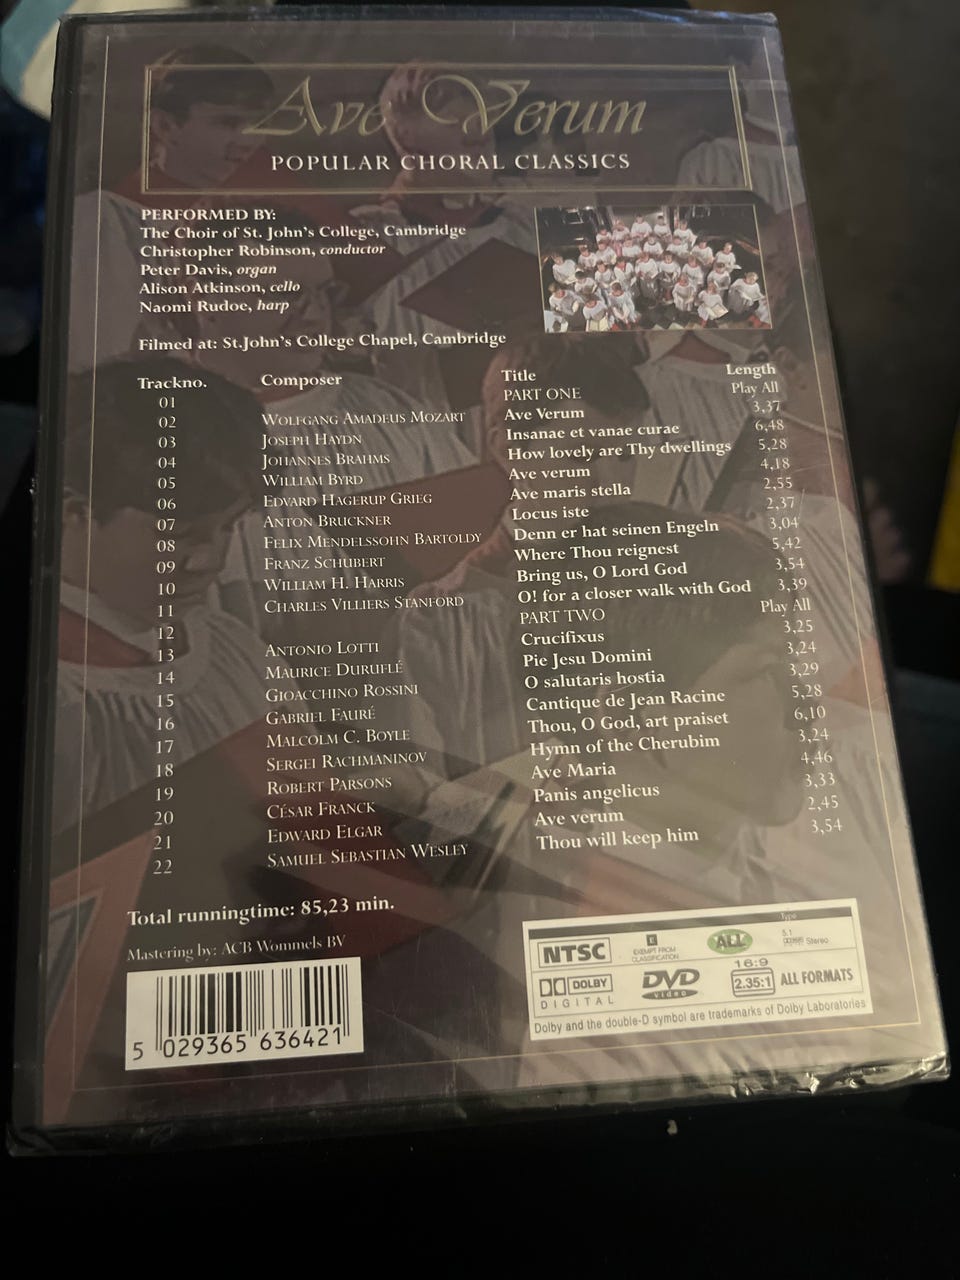 Ave Verum
POPULAR CHORAL CLASSICS
PERFORMED BY:
The Choir of St. John's College, Cambridge
Christopher Robinson, conductor
Peter Davis, organ
Alison Atkinson, cello
Naomi Rudoe, harp
Filmed at: St.John's College Chapel, Cambridge
Trackno. Composer Title Length
01 PART ONE Play All
02 WOLFGANG AMADEUS MOZART Ave Verum 3,37
03 JOSEPH HAYDN Insanae et vanae curae 6,48
04 JOHANNES BRAHMS How lovely are Thy dwellings 5,28
05 WILLIAM BYRD Ave verum 4,18
06 EDVARD HAGERUP GRIEG Ave maris stella 2,55
07 ANTON BRUCKNER Locus iste 2,37
08 FELIX MENDELSSOHN BARTOLDY Denn er hat seinen Engeln 3,04
09 FRANZ SCHUBERT Where Thou reignest 5,42
10 WILLIAM H. HARRIS Bring us, O Lord God 3,54
11 CHARLES VILLIERS STANFORD O! for a closer walk with God 3,39
12 PART TWO Play All
13 ANTONIO LOTTI Crucifixus 3,25
14 MAURICE DURUFLÉ Pie Jesu Domini 3,24
15 GIOACCHINO ROSSINI O salutaris hostia 3,29
16 GABRIEL FAURÉ Cantique de Jean Racine 5,28
17 MALCOLM C. BOYLE Thou, O God, art praiset 6,10
18 SERGEI RACHMANINOV Hymn of the Cherubim 3,24
19 ROBERT PARSONS Ave Maria 4,46
20 CÉSAR FRANCK Panis angelicus 3,33
21 EDWARD ELGAR Ave verum 2,45
22 SAMUEL SEBASTIAN WESLEY Thou will keep him 3,54
Total runningtime: 85,23 min.
Mastering by: ACB Wommels BV
5 029365 636421
Type
NTSC E EXEMPT FROM CLASSIFICATION ALL 5.1 Stereo
DOLBY DIGITAL DVD video 16:9 2.35:1 ALL FORMATS
Dolby and the double-D symbol are trademarks of Dolby Laboratories